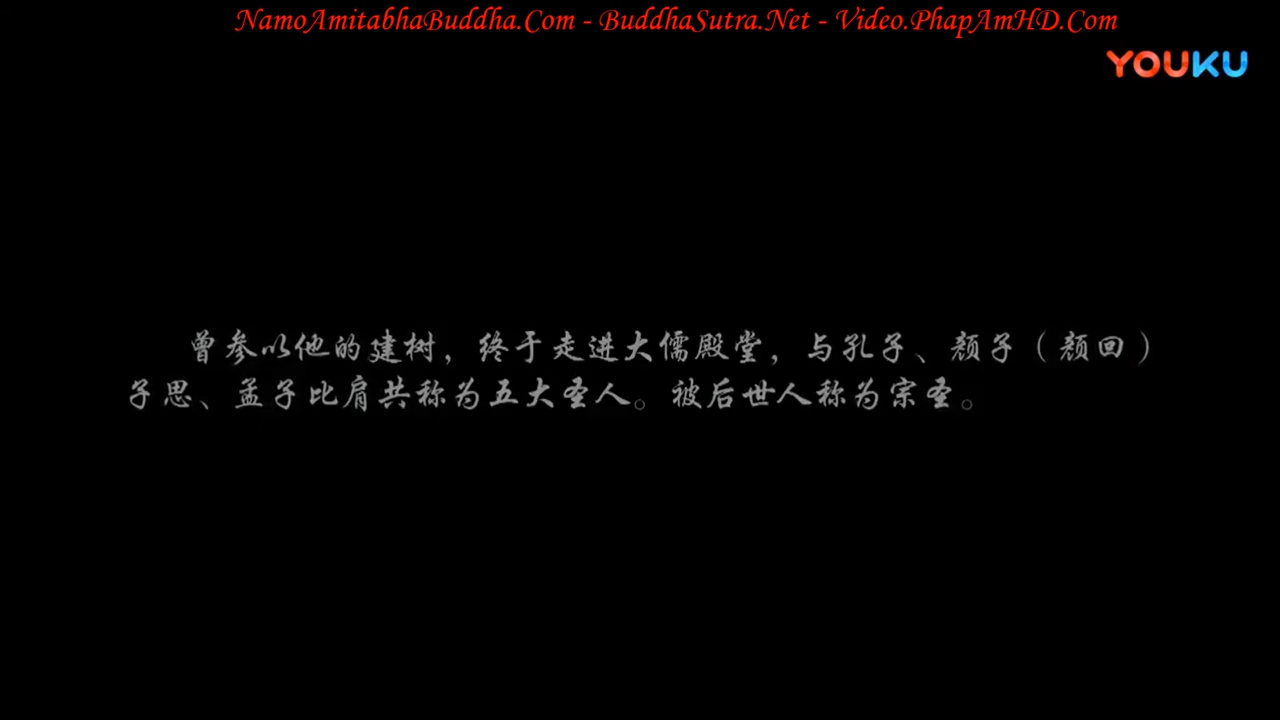 NamoAmitabhaBuddha.Com - BuddhaSutra.Net - Video.PhapAmHD.Com
YOUKU
曾参以他的建树，终于走进大儒殿堂，与孔子、颜子（颜回）
子思、孟子比肩共称为五大圣人。被后世人称为宗圣。